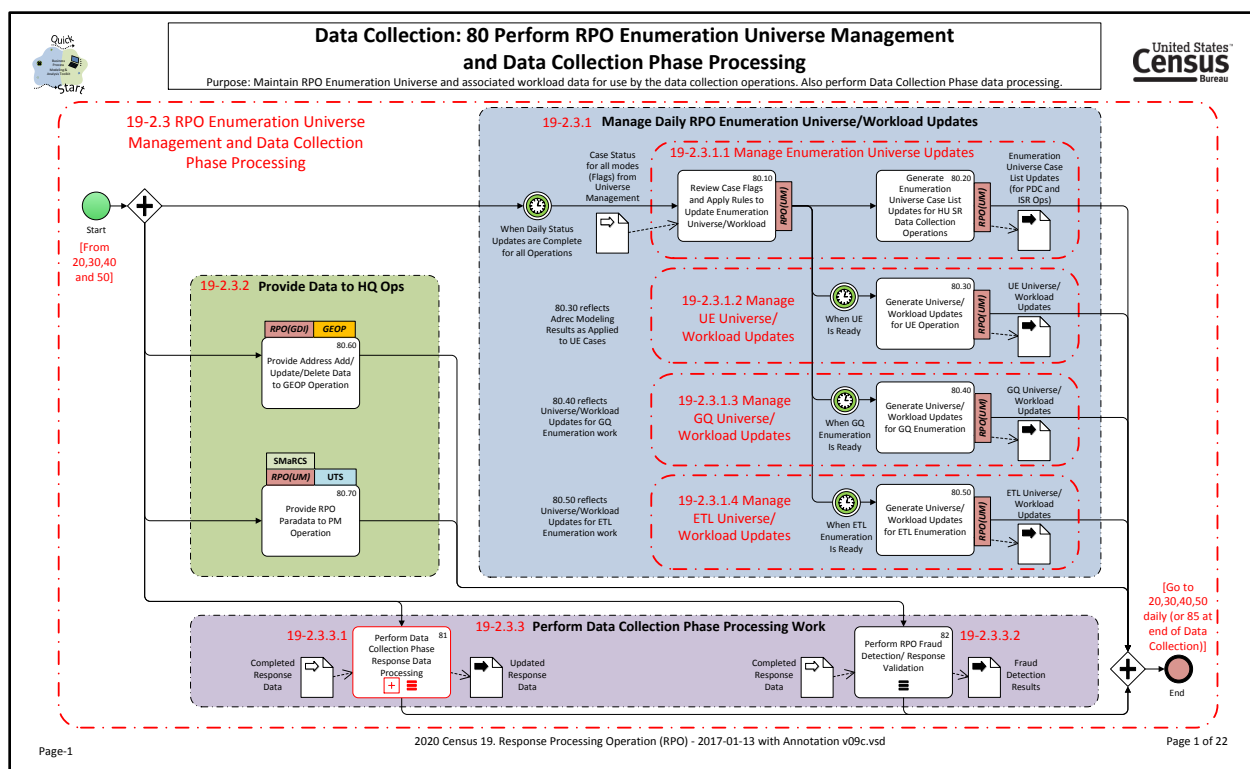 Quick
Business
Process
Modeling &
Analysis Toolkit
Start
Data Collection: 80 Perform RPO Enumeration Universe Management
and Data Collection Phase Processing
Purpose: Maintain RPO Enumeration Universe and associated workload data for use by the data collection operations. Also perform Data Collection Phase data processing.
United States™
Census
Bureau
19-2.3 RPO Enumeration Universe
Management and Data Collection
Phase Processing
Start
[From
20,30,40
and 50]
19-2.3.1 Manage Daily RPO Enumeration Universe/Workload Updates
When Daily Status
Updates are Complete
for all Operations
Case Status
for all modes
(Flags) from
Universe
Management
19-2.3.1.1 Manage Enumeration Universe Updates
80.10
Review Case Flags
and Apply Rules to
Update Enumeration
Universe/Workload
RPO(UM)
80.20
Generate
Enumeration
Universe Case List
Updates for HU SR
Data Collection
Operations
RPO(UM)
Enumeration
Universe Case
List Updates
(for PDC and
ISR Ops)
80.30 reflects
Adrec Modeling
Results as Applied
to UE Cases
19-2.3.1.2 Manage
UE Universe/
Workload Updates
When UE
Is Ready
80.30
Generate Universe/
Workload Updates
for UE Operation
RPO(UM)
UE Universe/
Workload
Updates
80.40 reflects
Universe/Workload
Updates for GQ
Enumeration work
19-2.3.1.3 Manage
GQ Universe/
Workload Updates
When GQ
Enumeration
Is Ready
80.40
Generate Universe/
Workload Updates
for GQ Enumeration
RPO(UM)
GQ Universe/
Workload
Updates
80.50 reflects
Universe/Workload
Updates for ETL
Enumeration work
19-2.3.1.4 Manage
ETL Universe/
Workload Updates
When ETL
Enumeration
Is Ready
80.50
Generate Universe/
Workload Updates
for ETL Enumeration
RPO(UM)
ETL Universe/
Workload
Updates
19-2.3.2 Provide Data to HQ Ops
RPO(GDI) GEOP
80.60
Provide Address Add/
Update/Delete Data
to GEOP Operation
SMaRCS
RPO(UM) UTS
80.70
Provide RPO
Paradata to PM
Operation
19-2.3.3 Perform Data Collection Phase Processing Work
19-2.3.3.1
Completed
Response
Data
81
Perform Data
Collection Phase
Response Data
Processing
Updated
Response
Data
Completed
Response
Data
82
Perform RPO Fraud
Detection/ Response
Validation
19-2.3.3.2
Fraud
Detection
Results
[Go to
20,30,40,50
daily (or 85 at
end of Data
Collection)]
End
Page-1
2020 Census 19. Response Processing Operation (RPO) - 2017-01-13 with Annotation v09c.vsd
Page 1 of 22